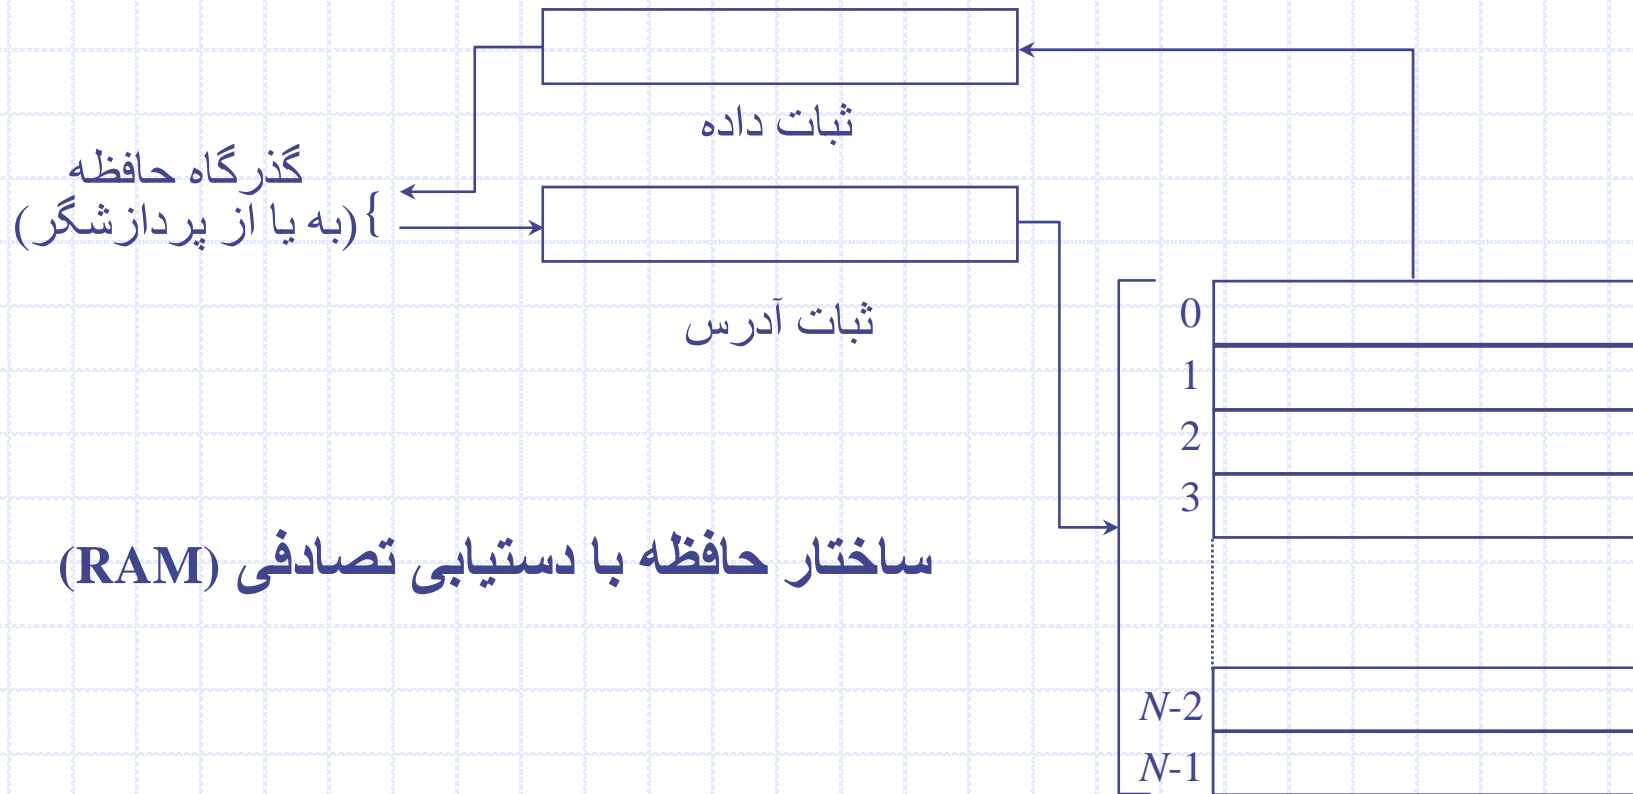 ثبات داده
گذرگاه حافظه
(به یا از پردازشگر)}
ثبات آدرس
0
1
2
3
ساختار حافظه با دستیابی تصادفی (RAM)
N-2
N-1